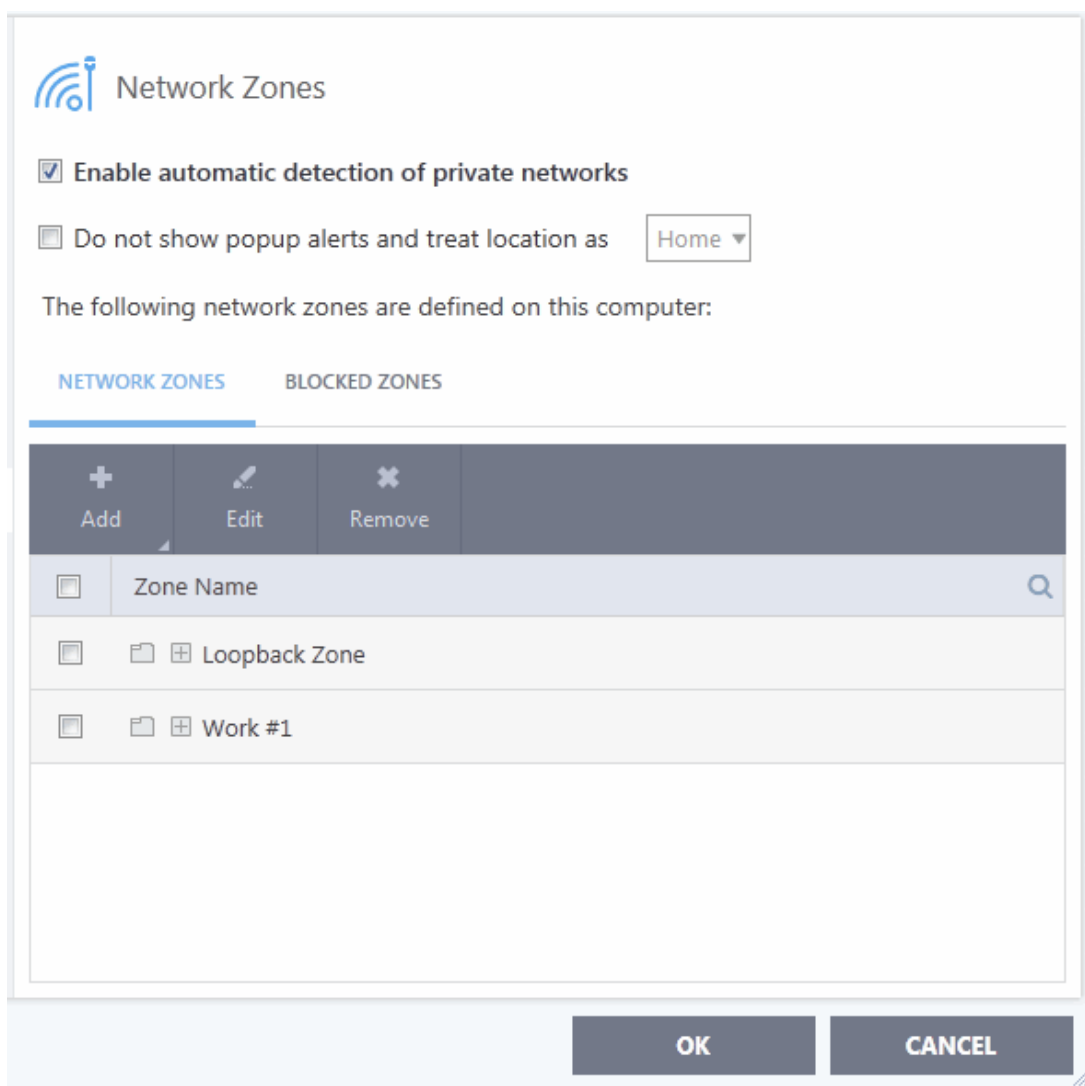 Network Zones
Enable automatic detection of private networks
Do not show popup alerts and treat location as Home
The following network zones are defined on this computer:
NETWORK ZONES BLOCKED ZONES
Add Edit Remove
Zone Name
Loopback Zone
Work #1
OK CANCEL